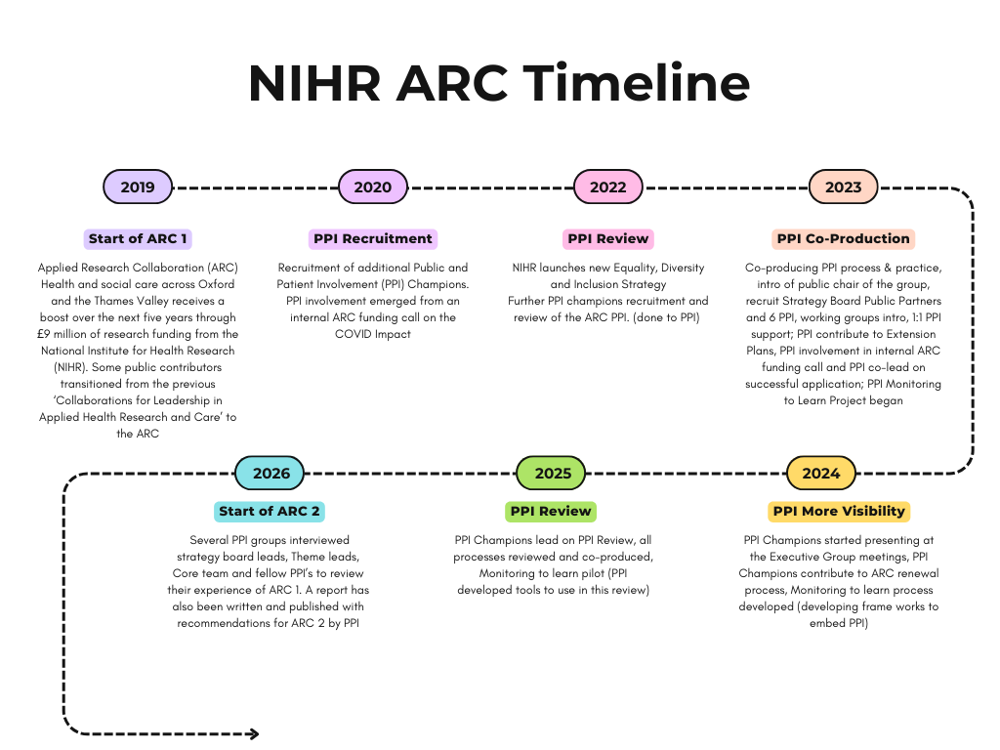 NIHR ARC Timeline
2019
Start of ARC 1
Applied Research Collaboration (ARC)
Health and social care across Oxford
and the Thames Valley receives a
boost over the next five years through
£9 million of research funding from the
National Institute for Health Research
(NIHR). Some public contributors
transitioned from the previous
‘Collaborations for Leadership in
Applied Health Research and Care’ to
the ARC
2020
PPI Recruitment
Recruitment of additional Public and
Patient Involvement (PPI) Champions.
PPI involvement emerged from an
internal ARC funding call on the
COVID Impact
2022
PPI Review
NIHR launches new Equality, Diversity
and Inclusion Strategy
Further PPI champions recruitment and
review of the ARC PPI. (done to PPI)
2023
PPI Co-Production
Co-producing PPI process & practice,
intro of public chair of the group,
recruit Strategy Board Public Partners
and 6 PPI, working groups intro, 1:1 PPI
support; PPI contribute to Extension
Plans, PPI involvement in internal ARC
funding call and PPI co-lead on
successful application; PPI Monitoring
to Learn Project began
2024
PPI More Visibility
PPI Champions started presenting at
the Executive Group meetings, PPI
Champions contribute to ARC renewal
process, Monitoring to learn process
developed (developing frame works to
embed PPI)
2025
PPI Review
PPI Champions lead on PPI Review, all
processes reviewed and co-produced,
Monitoring to learn pilot (PPI
developed tools to use in this review)
2026
Start of ARC 2
Several PPI groups interviewed
strategy board leads, Theme leads,
Core team and fellow PPI's to review
their experience of ARC 1. A report has
also been written and published with
recommendations for ARC 2 by PPI